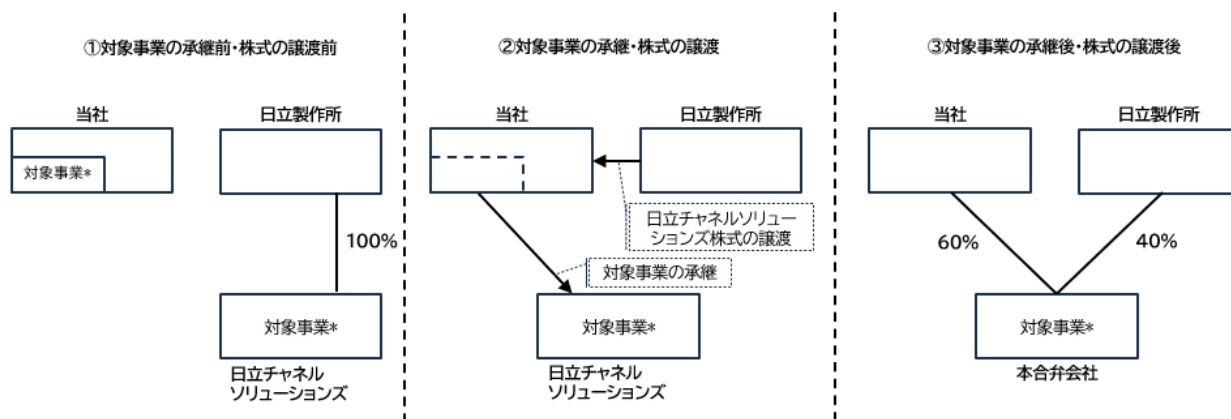 ①対象事業の承継前・株式の譲渡前
当社
日立製作所
対象事業*
100%
対象事業*
日立チャネル
ソリューションズ
②対象事業の承継・株式の譲渡
当社
日立製作所
日立チャネルソリュー
ションズ株式の譲渡
対象事業の承継
対象事業*
日立チャネル
ソリューションズ
③対象事業の承継後・株式の譲渡後
当社
日立製作所
60%
40%
対象事業*
本合弁会社